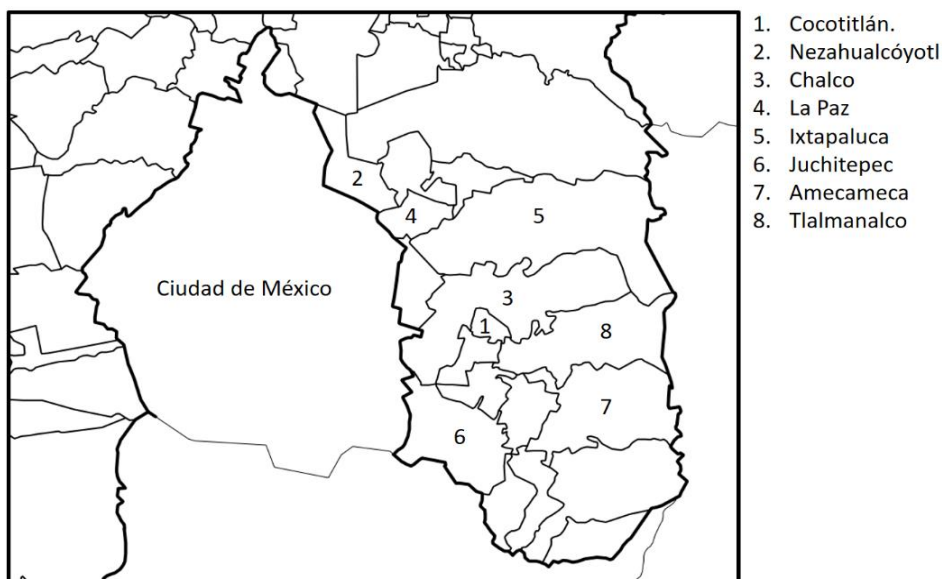 1. Cocotitlán.
2. Nezahualcóyotl
3. Chalco
4. La Paz
5. Ixtapaluca
6. Juchitepec
7. Amecameca
8. Tlalmanalco
2
4
5
Ciudad de México
3
1
8
7
6